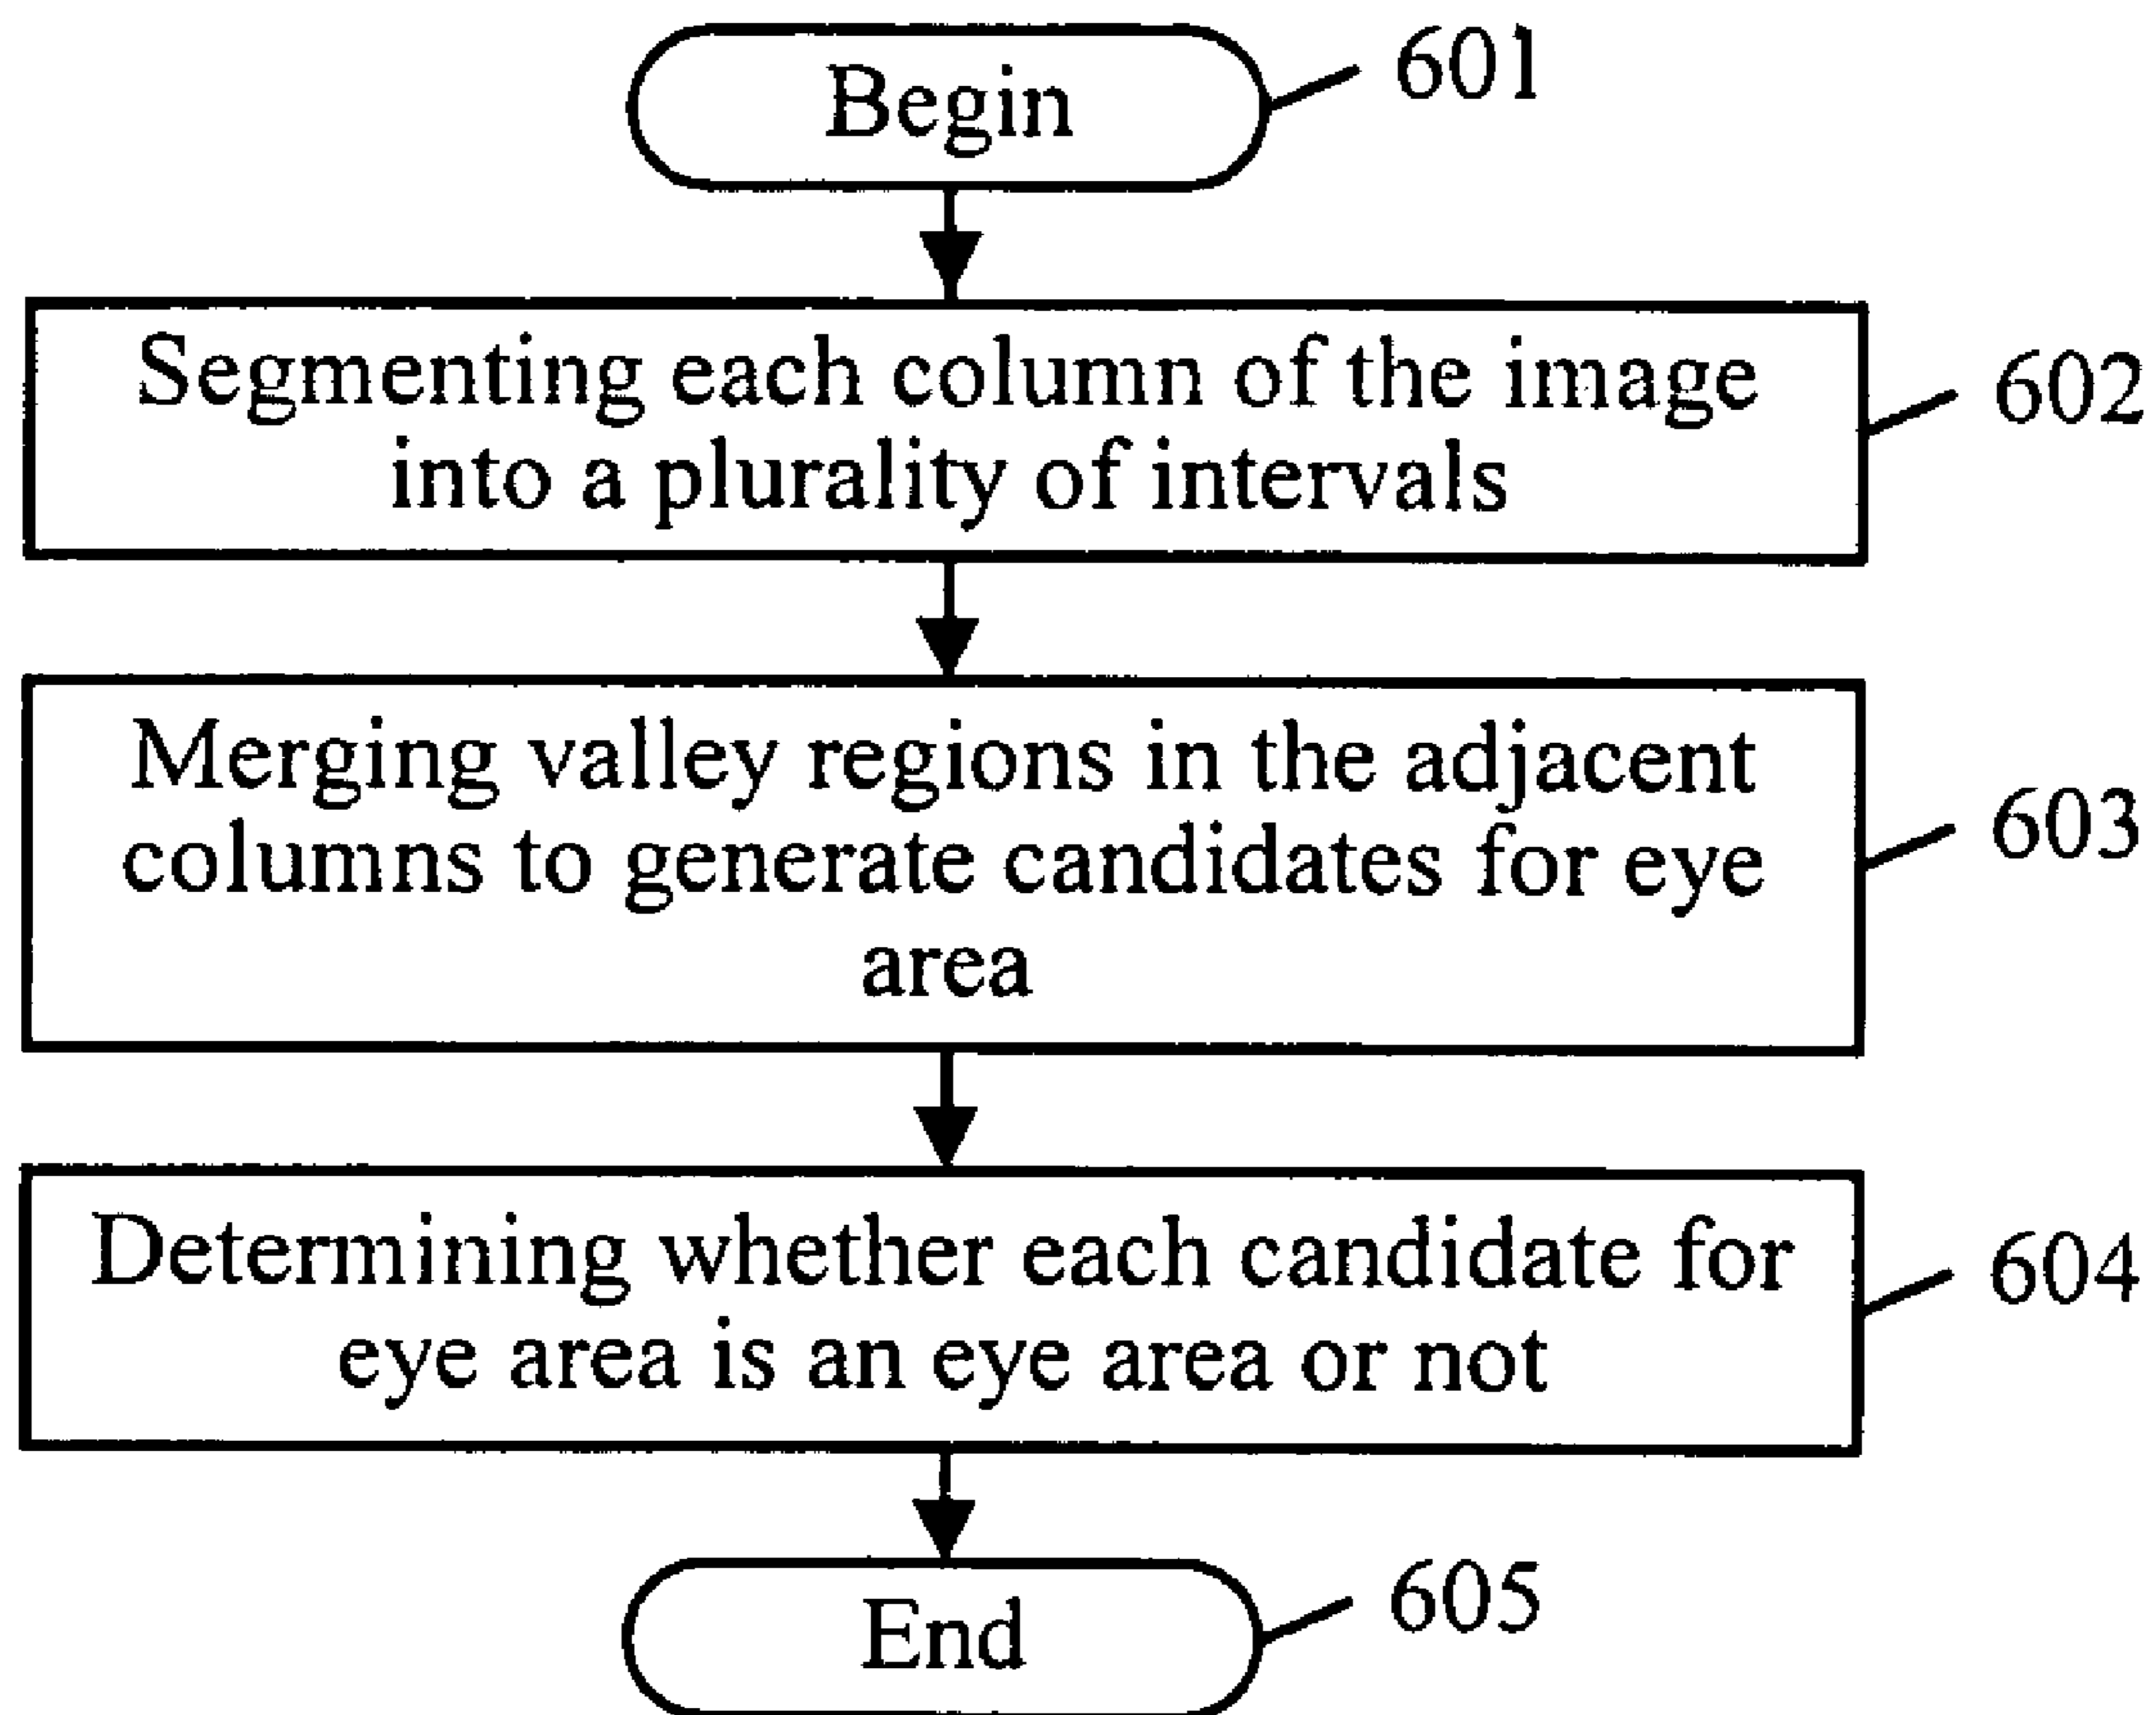 Begin
601
Segmenting each column of the image
into a plurality of intervals
602
Merging valley regions in the adjacent
columns to generate candidates for eye
area
603
Determining whether each candidate for
eye area is an eye area or not
604
End
605